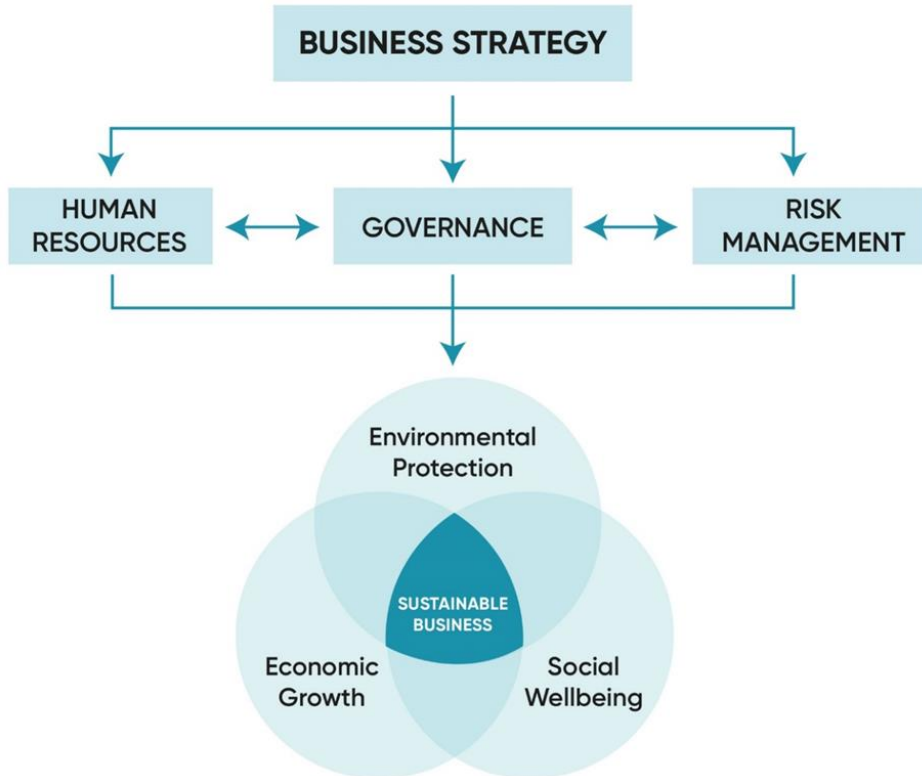 BUSINESS STRATEGY
HUMAN
RESOURCES
GOVERNANCE
RISK
MANAGEMENT
Environmental
Protection
SUSTAINABLE
BUSINESS
Economic
Growth
Social
Wellbeing